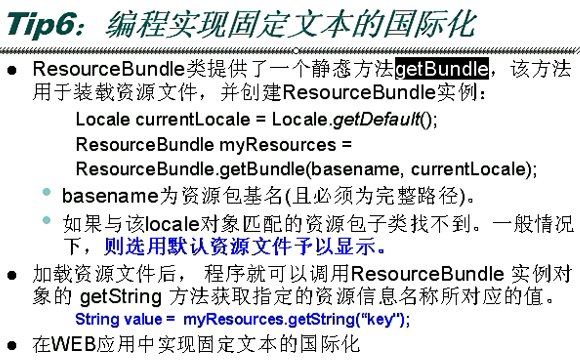 Tip6：编程实现固定文本的国际化
● ResourceBundle类提供了一个静态方法getBundle，该方法
用于装载资源文件，并创建ResourceBundle实例：
Locale currentLocale = Locale.getDefault();
ResourceBundle myResources =
ResourceBundle.getBundle(basename, currentLocale);
• basename为资源包基名(且必须为完整路径)。
• 如果与该locale对象匹配的资源包子类找不到。一般情况
下，则选用默认资源文件予以显示。
● 加载资源文件后， 程序就可以调用ResourceBundle 实例对
象的 getString 方法获取指定的资源信息名称所对应的值。
String value = myResources.getString(“key");
● 在WEB应用中实现固定文本的国际化